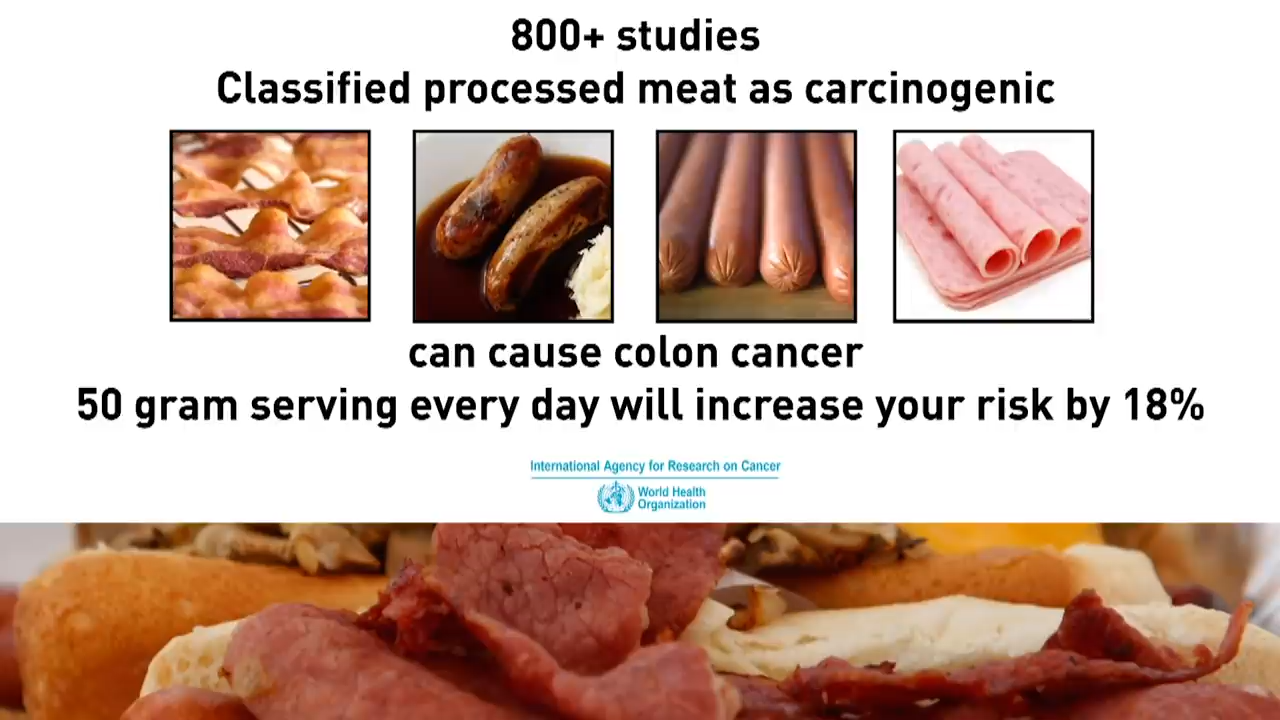 800+ studies
Classified processed meat as carcinogenic
can cause colon cancer
50 gram serving every day will increase your risk by 18%
International Agency for Research on Cancer
World Health
Organization